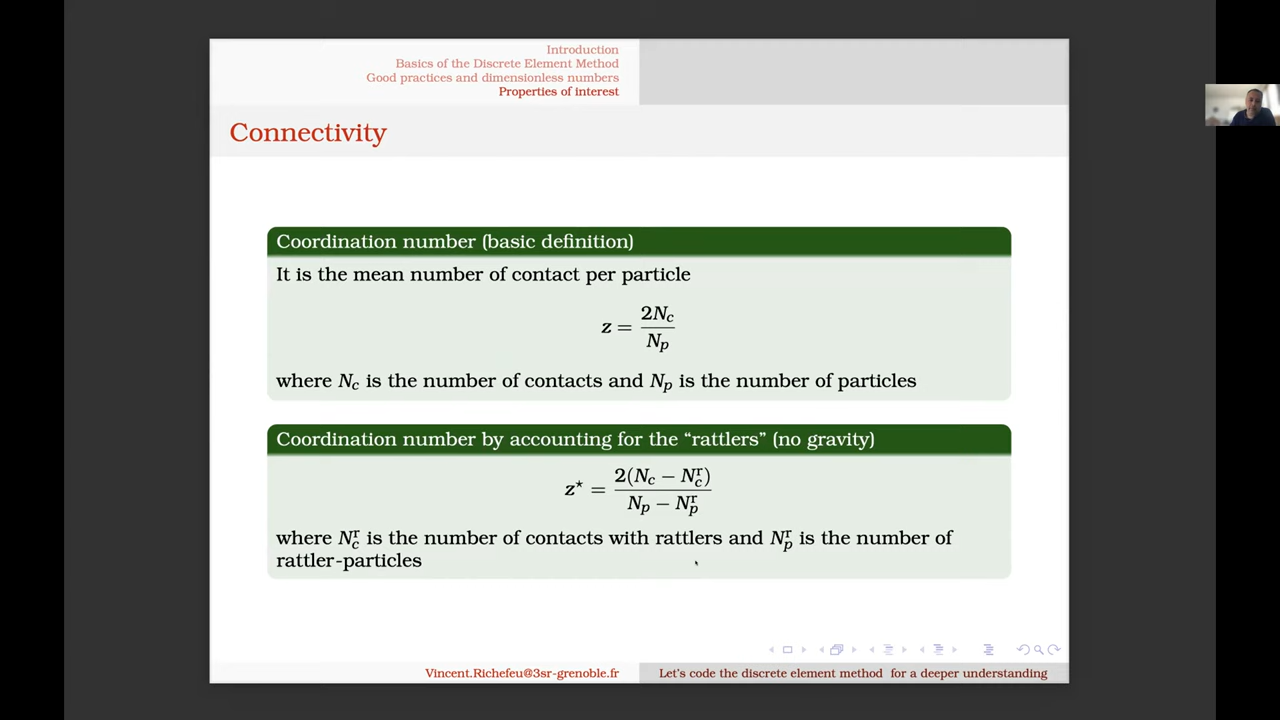 Introduction
Basics of the Discrete Element Method
Good practices and dimensionless numbers
Properties of interest
Connectivity
Coordination number (basic definition)
It is the mean number of contact per particle
z = 2N_c / N_p
where N_c is the number of contacts and N_p is the number of particles
Coordination number by accounting for the “rattlers” (no gravity)
z* = 2(N_c − N_c^r) / (N_p − N_p^r)
where N_c^r is the number of contacts with rattlers and N_p^r is the number of
rattler-particles
Vincent.Richefeu@3sr-grenoble.fr
Let's code the discrete element method for a deeper understanding